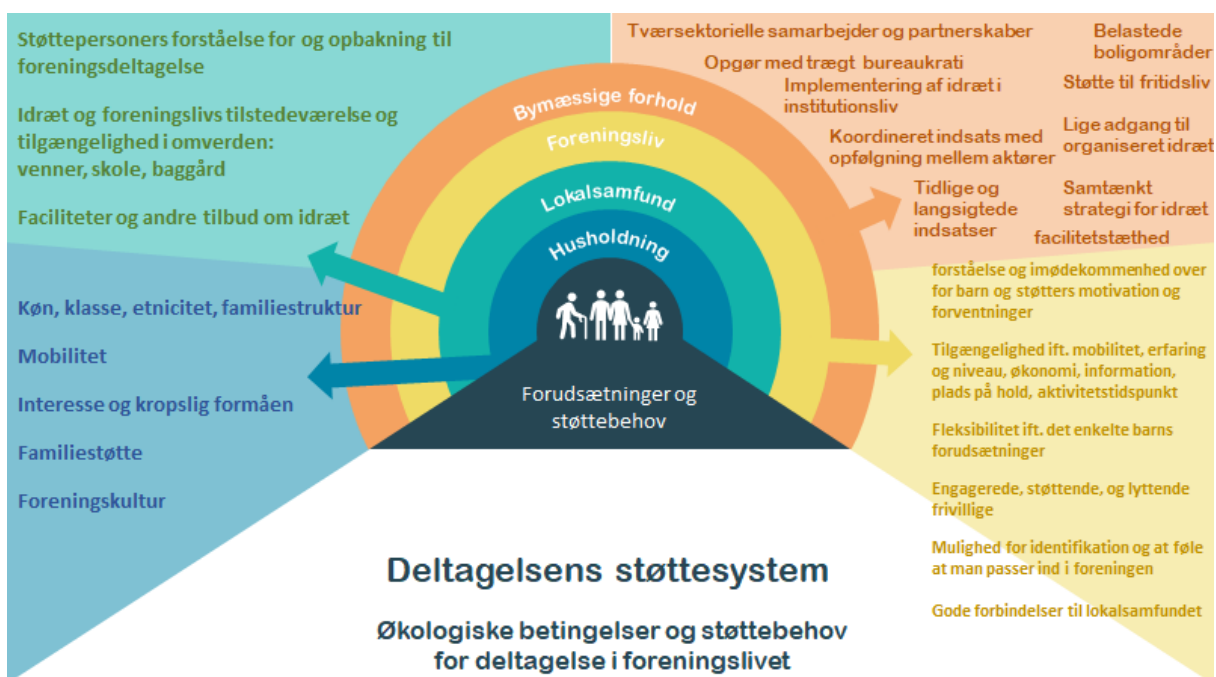 Støttepersoners forståelse for og opbakning til
foreningsdeltagelse
Idræt og foreningslivs tilstedeværelse og
tilgængelighed i omverden:
venner, skole, baggård
Faciliteter og andre tilbud om idræt
Køn, klasse, etnicitet, familiestruktur
Mobilitet
Interesse og kropslig formåen
Familiestøtte
Foreningskultur
Bymæssige forhold
Foreningsliv
Lokalsamfund
Husholdning
Forudsætninger og
støttebehov
Tværsektorielle samarbejder og partnerskaber
Opgør med trægt bureaukrati
Implementering af idræt i
institutionsliv
Koordineret indsats med
opfølgning mellem aktører
Tidlige og
langsigtede
indsatser
Belastede
boligområder
Støtte til fritidsliv
Lige adgang til
organiseret idræt
Samtænkt
strategi for idræt
facilitetstæthed
forståelse og imødekommenhed over
for barn og støtters motivation og
forventninger
Tilgængelighed ift. mobilitet, erfaring
og niveau, økonomi, information,
plads på hold, aktivitetstidspunkt
Fleksibilitet ift. det enkelte barns
forudsætninger
Engagerede, støttende, og lyttende
frivillige
Mulighed for identifikation og at føle
at man passer ind i foreningen
Gode forbindelser til lokalsamfundet
Deltagelsens støttesystem
Økologiske betingelser og støttebehov
for deltagelse i foreningslivet